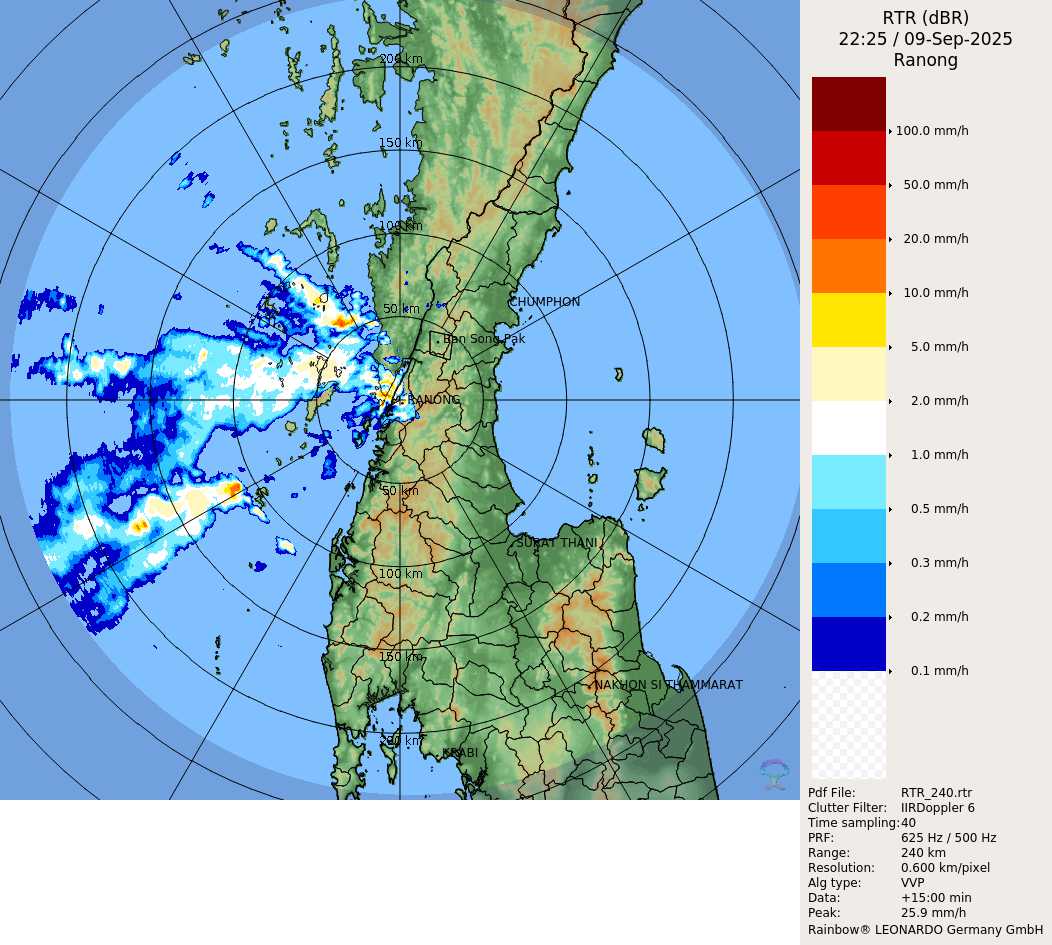 RTR (dBR)
22:25 / 09-Sep-2025
Ranong
200 km
150 km
100 km
50 km
CHUMPHON
Ban Song Pak
RANONG
50 km
SURAT THANI
100 km
150 km
NAKHON SI THAMMARAT
200 km
KRABI
100.0 mm/h
50.0 mm/h
20.0 mm/h
10.0 mm/h
5.0 mm/h
2.0 mm/h
1.0 mm/h
0.5 mm/h
0.3 mm/h
0.2 mm/h
0.1 mm/h
Pdf File: RTR_240.rtr
Clutter Filter: IIRDoppler 6
Time sampling:40
PRF: 625 Hz / 500 Hz
Range: 240 km
Resolution: 0.600 km/pixel
Alg type: VVP
Data: +15:00 min
Peak: 25.9 mm/h
Rainbow® LEONARDO Germany GmbH